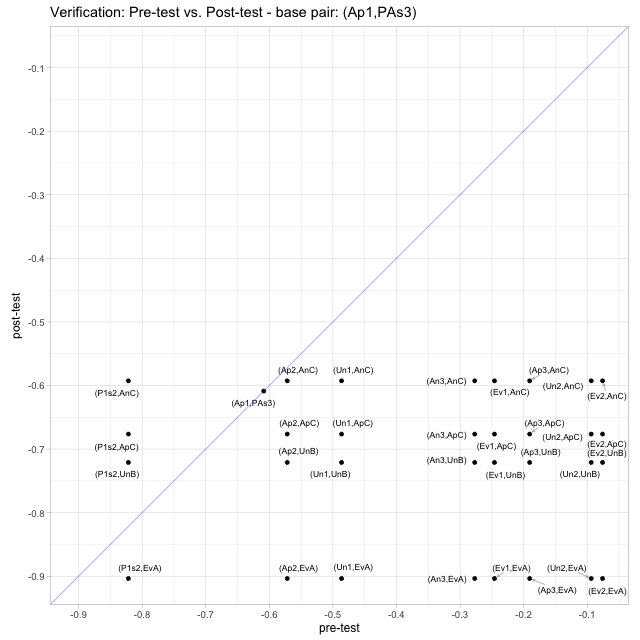 Verification: Pre-test vs. Post-test - base pair: (Ap1,PAs3)
-0.1
-0.2
-0.3
-0.4
-0.5
-0.6
-0.7
-0.8
-0.9
post-test
(Ap2,AnC) (Un1,AnC) (Ap3,AnC)
(P1s2,AnC) (An3,AnC) (Ev1,AnC) (Un2,AnC) (Ev2,AnC)
(Ap1,PAs3)
(Ap2,ApC) (Un1,ApC) (Ap3,ApC)
(P1s2,ApC) (An3,ApC) (Ev1,ApC) (Un2,ApC) (Ev2,ApC)
(Ap2,UnB) (An3,UnB) (Ap3,UnB) (Ev2,UnB)
(P1s2,UnB) (Un1,UnB) (Ev1,UnB) (Un2,UnB)
(P1s2,EvA) (Ap2,EvA) (Un1,EvA) (Ev1,EvA) (Un2,EvA)
(An3,EvA) (Ap3,EvA) (Ev2,EvA)
-0.9 -0.8 -0.7 -0.6 -0.5 -0.4 -0.3 -0.2 -0.1
pre-test